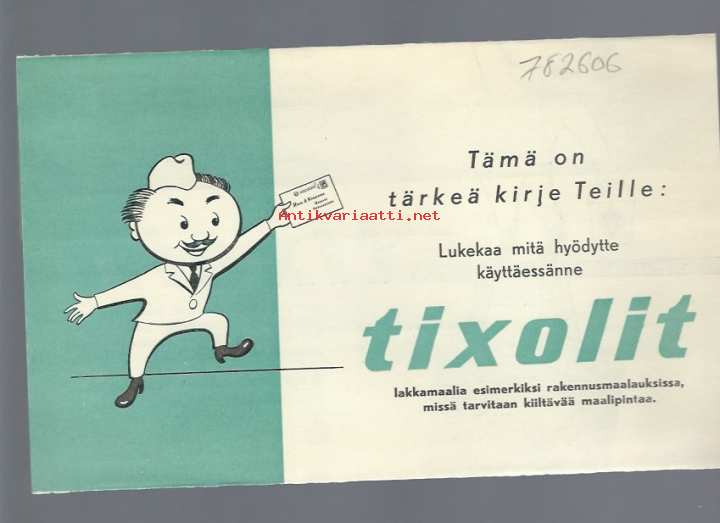 782606
Tämä on
tärkeä kirje Teille:
Antikvariaatti.net
Lukekaa mitä hyödytte
käyttäessänne
tixolit
lakkamaalia esimerkiksi rakennusmaalauksissa,
missä tarvitaan kiiltävää maalipintaa.